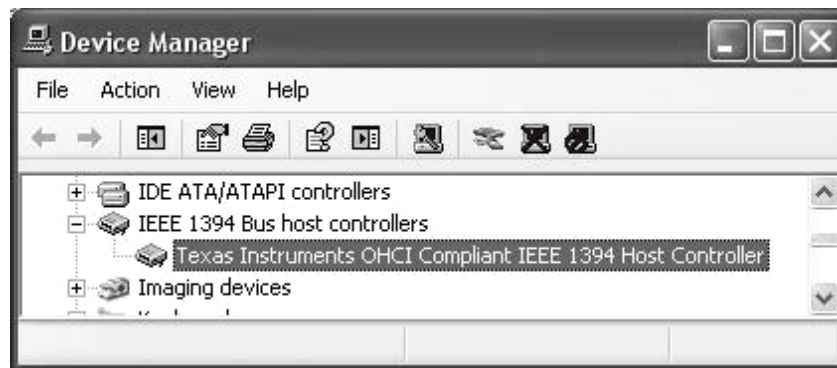 Device Manager
File Action View Help
IDE ATA/ATAPI controllers
IEEE 1394 Bus host controllers
Texas Instruments OHCI Compliant IEEE 1394 Host Controller
Imaging devices